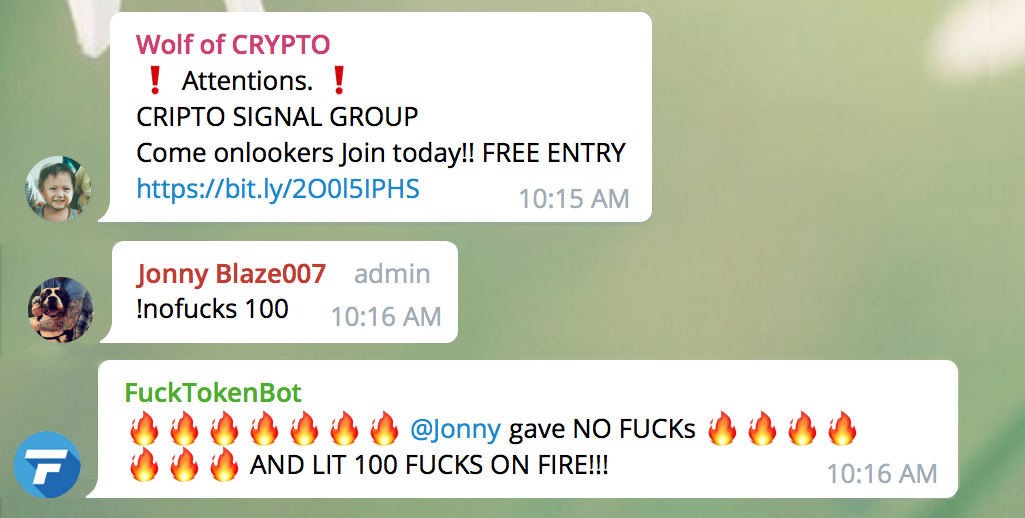 Wolf of CRYPTO
❗ Attentions. ❗
CRIPTO SIGNAL GROUP
Come onlookers Join today!! FREE ENTRY
https://bit.ly/2O0l5IPHS
10:15 AM
Jonny Blaze007 admin
!nofucks 100
10:16 AM
FuckTokenBot
🔥🔥🔥🔥🔥🔥🔥 @Jonny gave NO FUCKs 🔥🔥🔥🔥
🔥🔥🔥 AND LIT 100 FUCKS ON FIRE!!!
10:16 AM